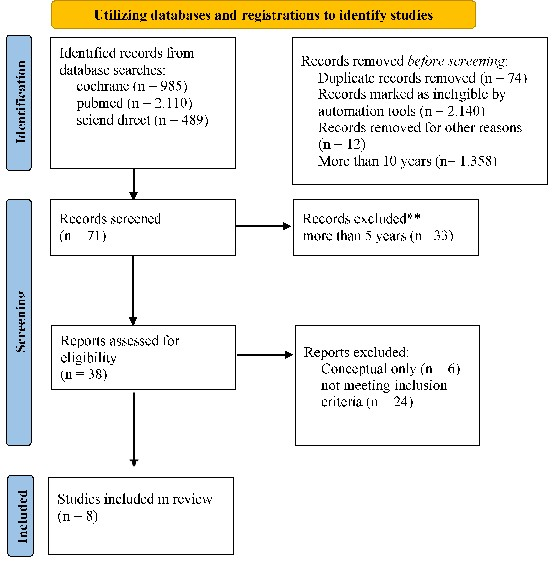 Utilizing databases and registrations to identify studies
Identification
Identified records from
database searches:
cochrane (n – 985)
pubmed (n – 2.110)
sciend direct (n – 489)
Records removed before screening:
Duplicate records removed (n – 74)
Records marked as ineligible by
automation tools (n – 2.140)
Records removed for other reasons
(n – 12)
More than 10 years (n– 1.358)
Screening
Records screened
(n 71)
Records excluded**
more than 5 years (n 33)
Reports assessed for
eligibility
(n = 38)
Reports excluded:
Conceptual only (n 6)
not meeting inclusion
criteria (n 24)
Included
Studies included in review
(n – 8)